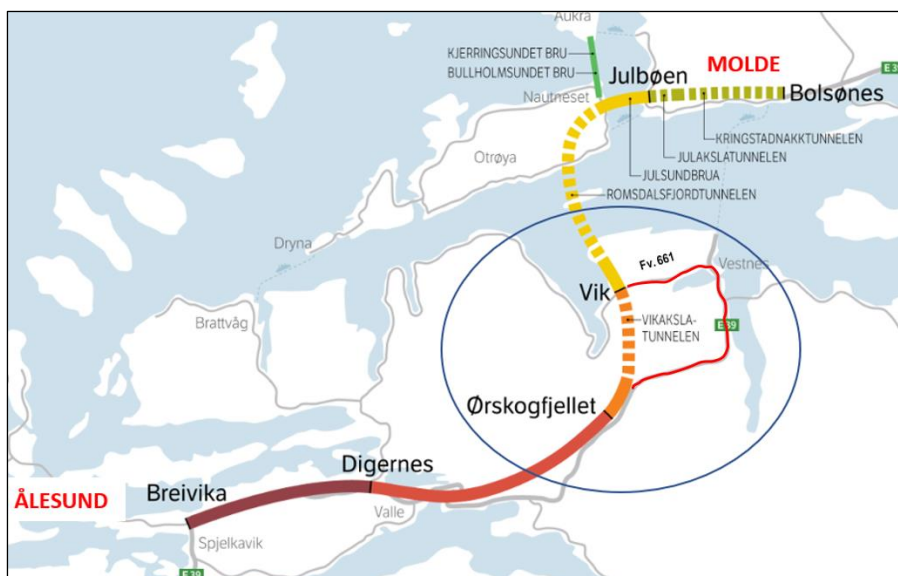 Aukra
KJERRINGSUNDET BRU
BULLHOLMSUNDET BRU
Julbøen
MOLDE
E39
Nautneset
Bolsønes
KRINGSTADNAKKTUNNELEN
Otrøya
JULAKSLATUNNELEN
JULSUNDBRUA
ROMSDALSFJORDTUNNELEN
Dryna
Fv. 661
Vestnes
Vik
Brattvåg
VIKAKSLA-
TUNNELEN
E39
Ørskogfjellet
Digernes
ÅLESUND
Breivika
Valle
Spjelkavik
E39